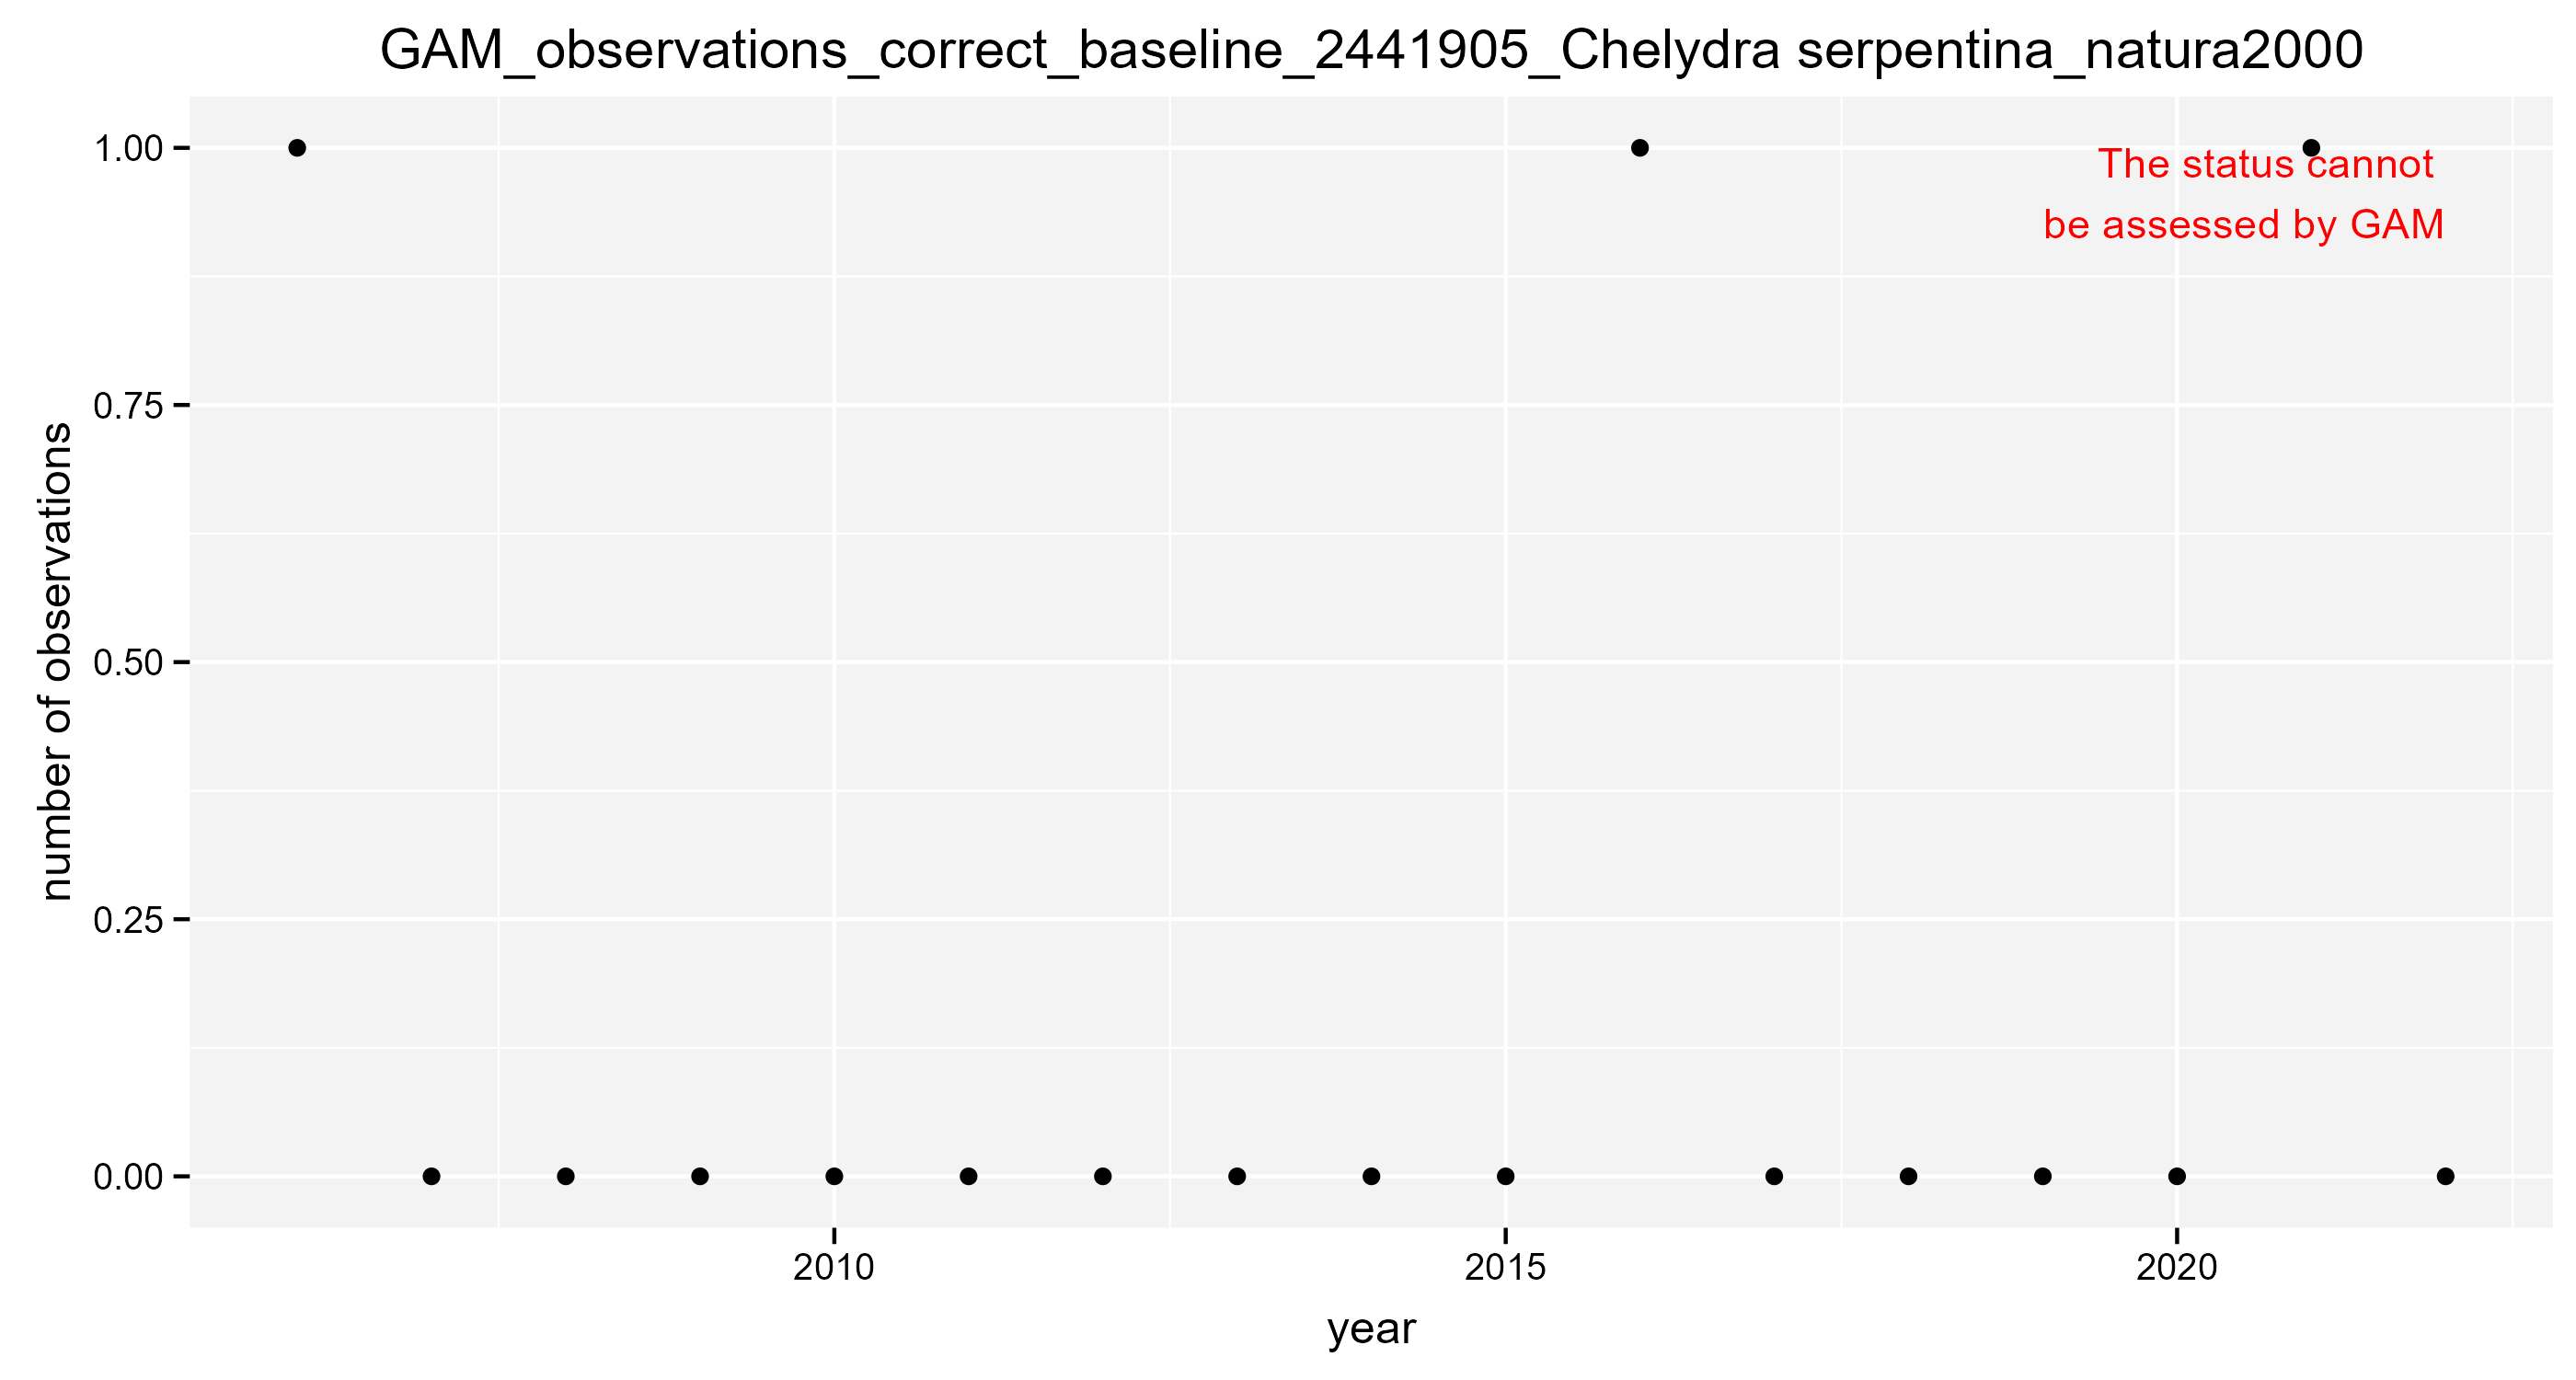 GAM_observations_correct_baseline_2441905_Chelydra serpentina_natura2000
1.00
The status cannot
be assessed by GAM
0.75
number of observations
0.50
0.25
0.00
2010
2015
2020
year